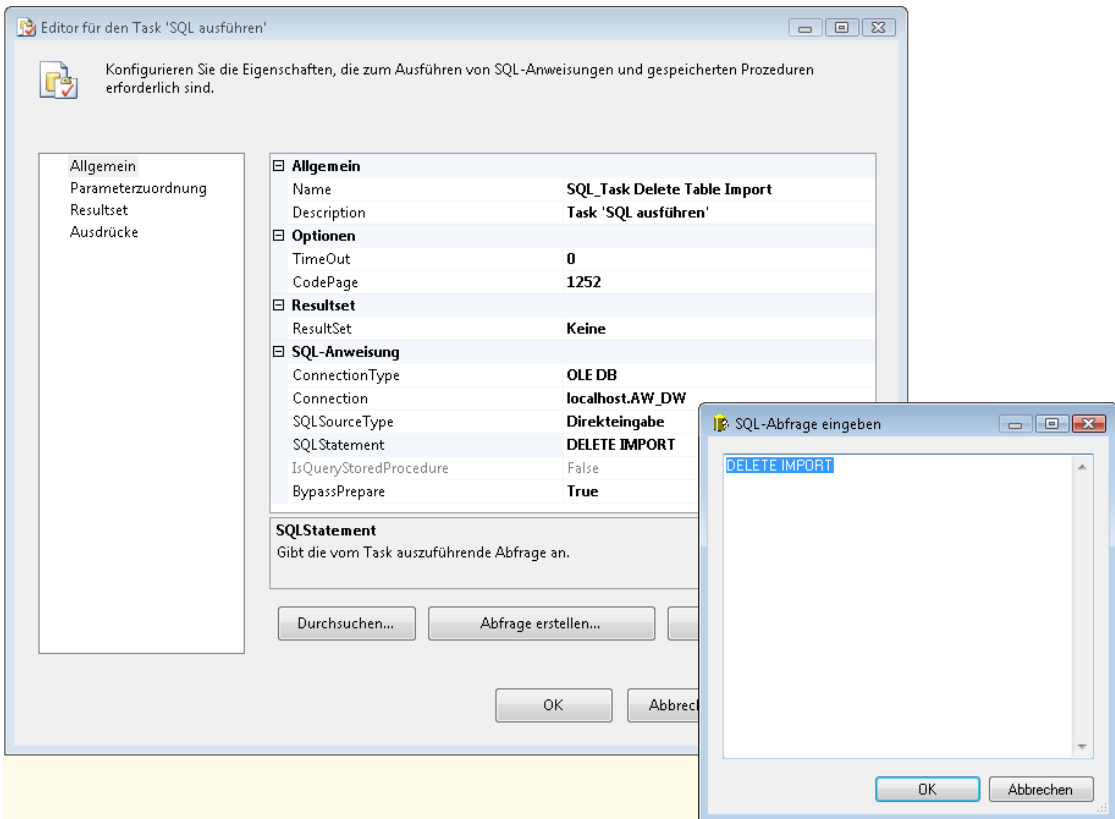 Editor für den Task 'SQL ausführen'
Konfigurieren Sie die Eigenschaften, die zum Ausführen von SQL-Anweisungen und gespeicherten Prozeduren
erforderlich sind.
Allgemein
Parameterzuordnung
Resultset
Ausdrücke
Allgemein
Name SQL_Task Delete Table Import
Description Task 'SQL ausführen'
Optionen
TimeOut 0
CodePage 1252
Resultset
ResultSet Keine
SQL-Anweisung
ConnectionType OLE DB
Connection localhost.AW_DW
SQLSourceType Direkteingabe
SQLStatement DELETE IMPORT
IsQueryStoredProcedure False
BypassPrepare True
SQLStatement
Gibt die vom Task auszuführende Abfrage an.
Durchsuchen... Abfrage erstellen...
OK Abbrec
SQL-Abfrage eingeben
DELETE IMPORT
OK Abbrechen